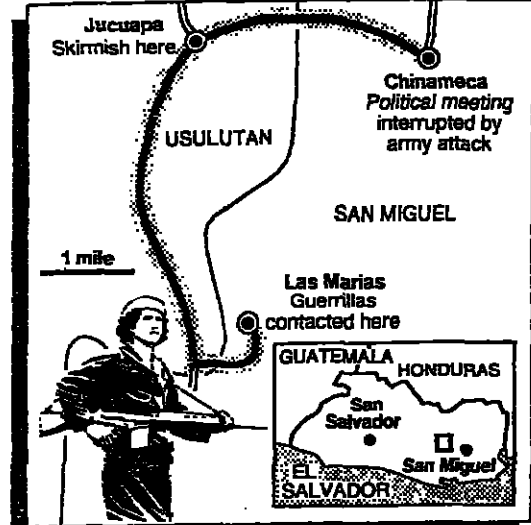 Jucuapa
Skirmish here
Chinameca
Political meeting
interrupted by
army attack
USULUTAN
SAN MIGUEL
1 mile
Las Marias
Guerrillas
contacted here
GUATEMALA
HONDURAS
San
Salvador
San Miguel
EL
SALVADOR